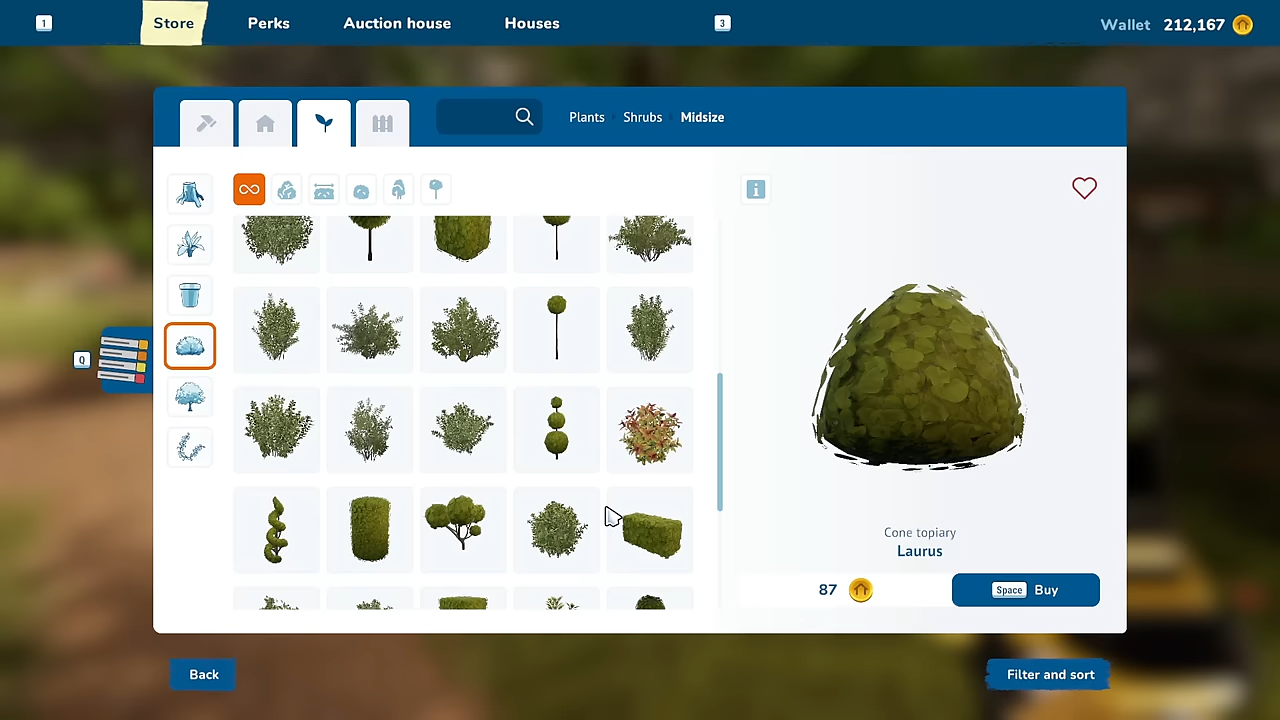 1
Store
Perks
Auction house
Houses
3
Wallet 212,167
Plants Shrubs Midsize
Q
Cone topiary
Laurus
87
Space Buy
Back
Filter and sort